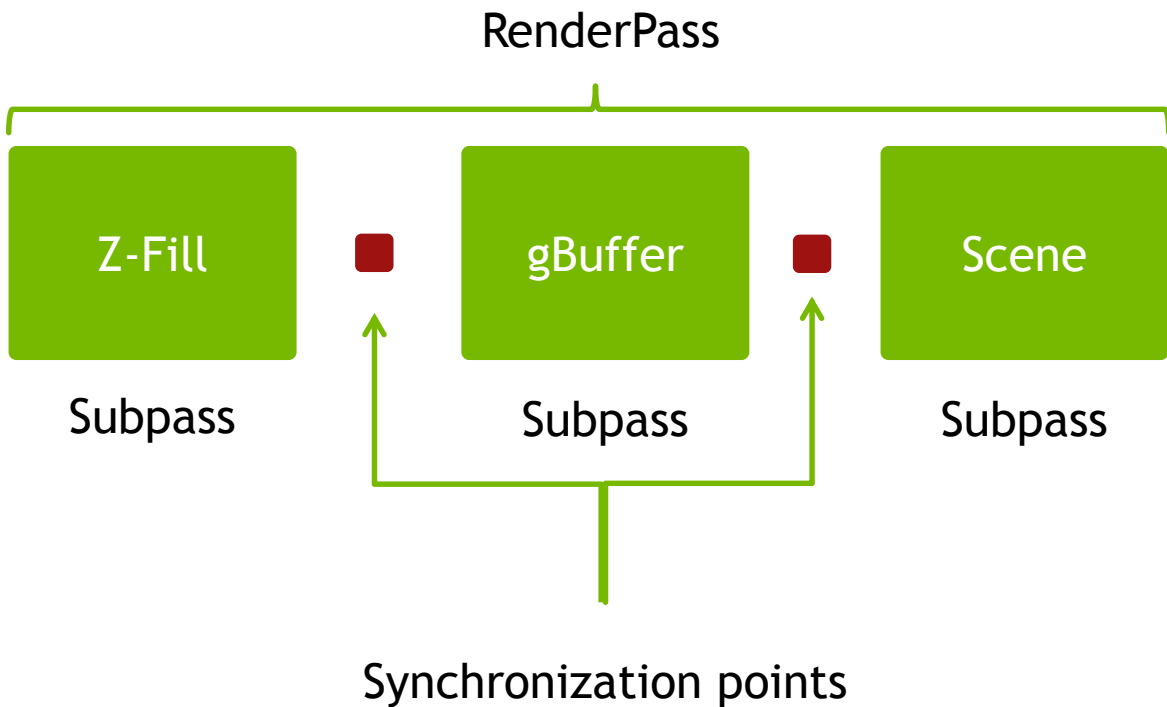 RenderPass
Z-Fill
gBuffer
Scene
Subpass
Subpass
Subpass
Synchronization points